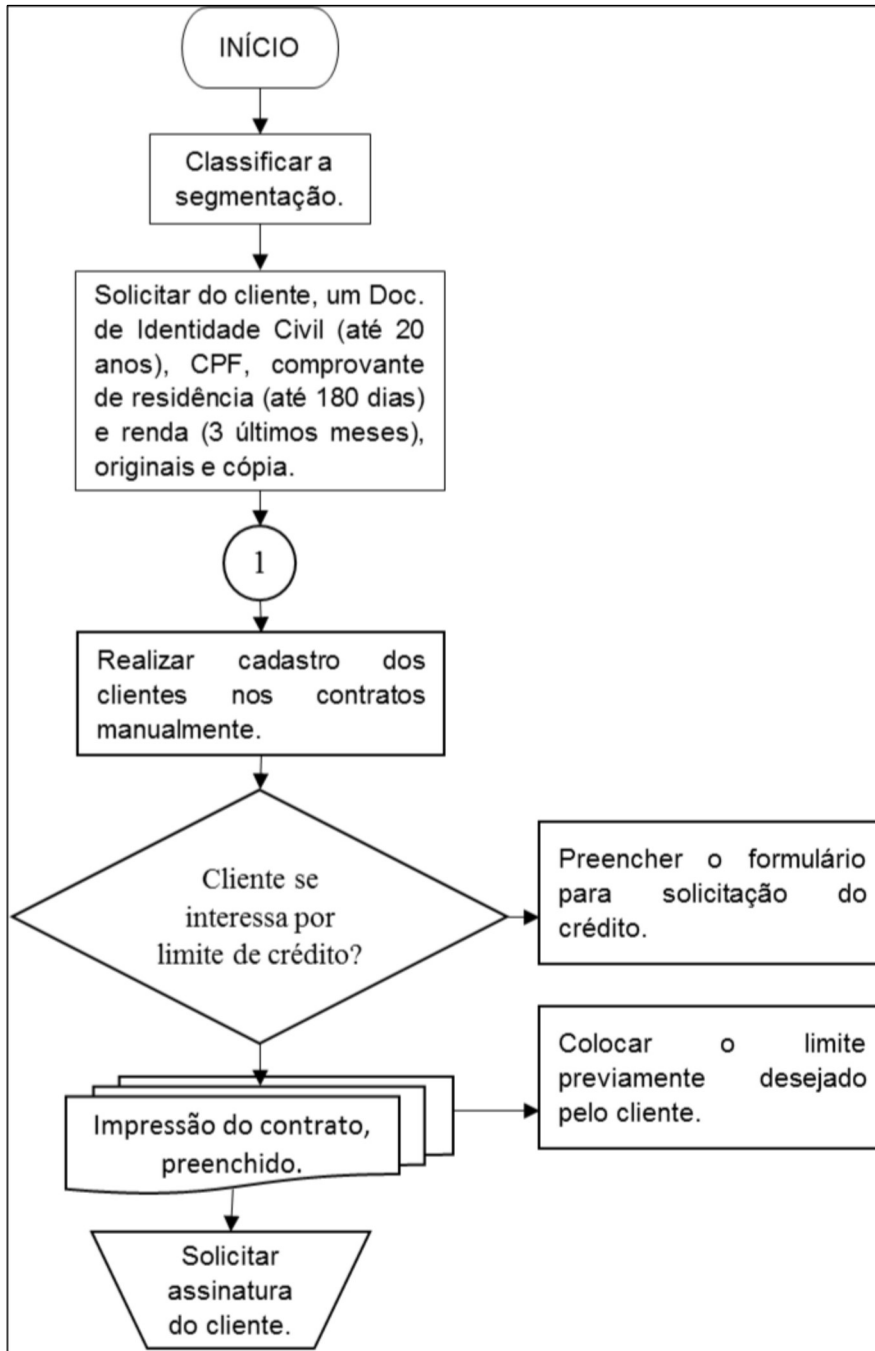 INÍCIO
Classificar a
segmentação.
Solicitar do cliente, um Doc.
de Identidade Civil (até 20
anos), CPF, comprovante
de residência (até 180 dias)
e renda (3 últimos meses),
originais e cópia.
1
Realizar cadastro dos
clientes nos contratos
manualmente.
Cliente se
interessa por
limite de crédito?
Preencher o formulário
para solicitação do
crédito.
Impressão do contrato,
preenchido.
Colocar o limite
previamente desejado
pelo cliente.
Solicitar
assinatura
do cliente.